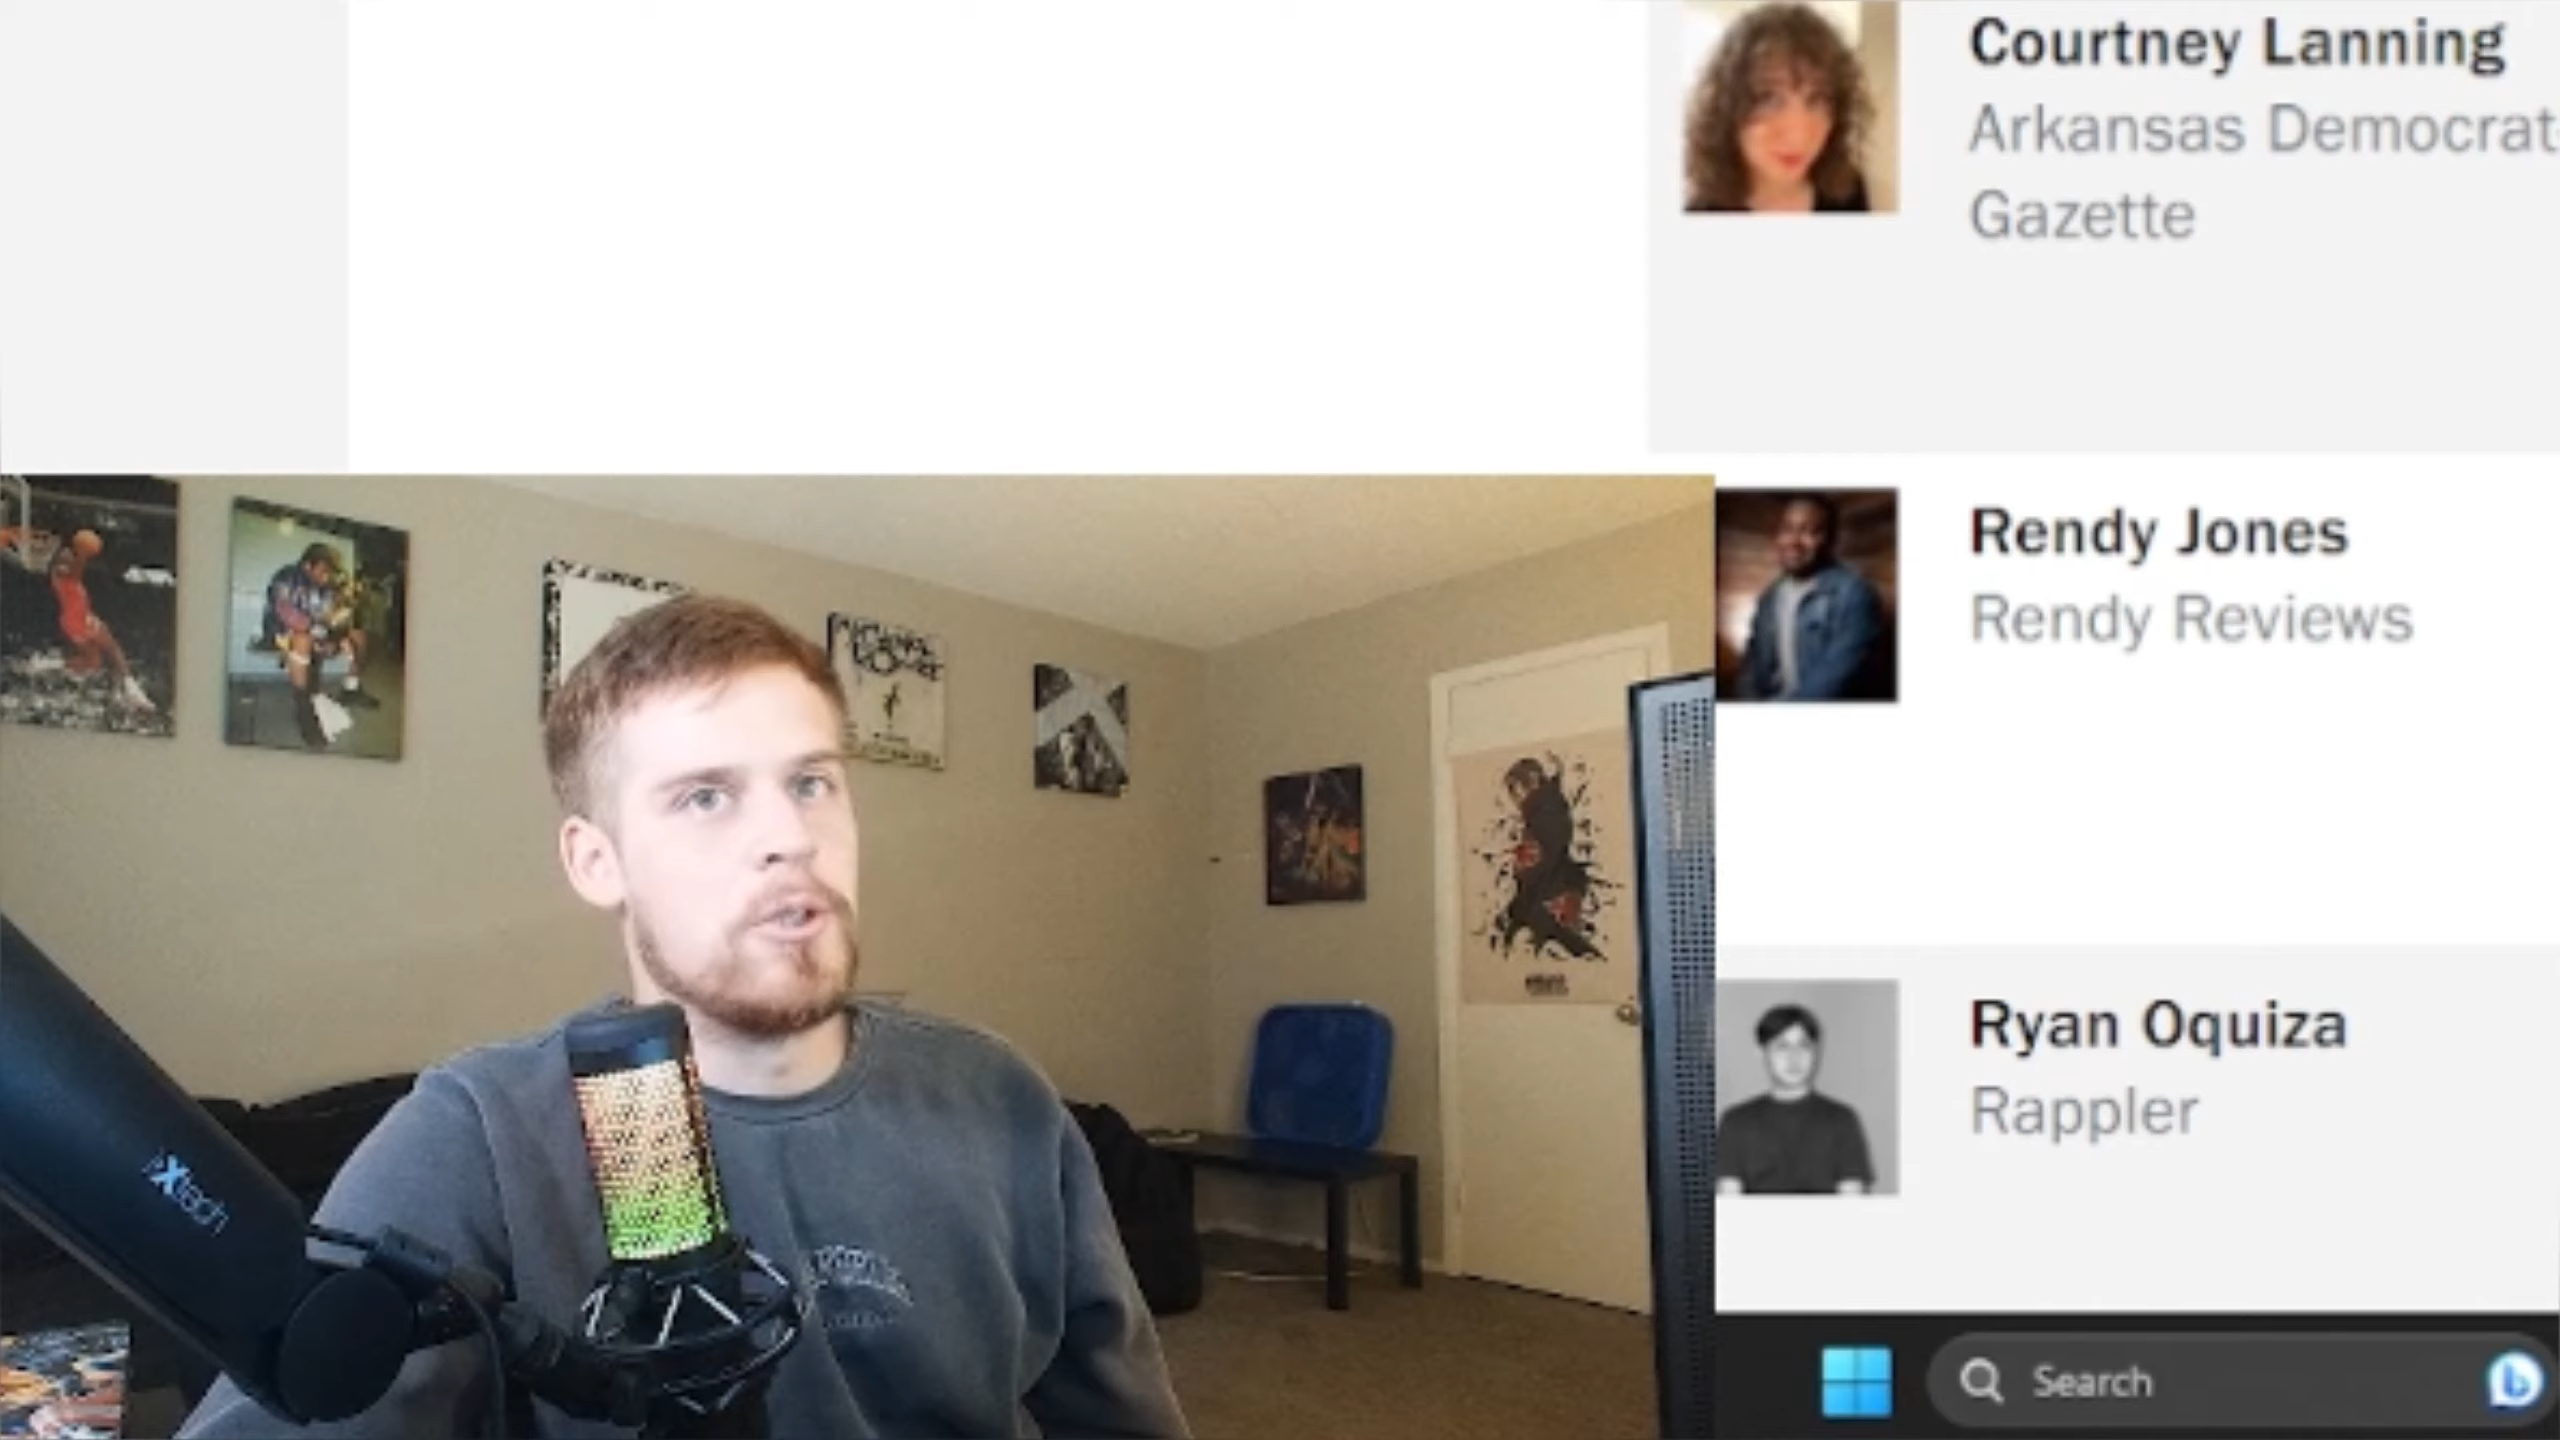 Courtney Lanning
Arkansas Democrat
Gazette
Rendy Jones
Rendy Reviews
Ryan Oquiza
Rappler
Search